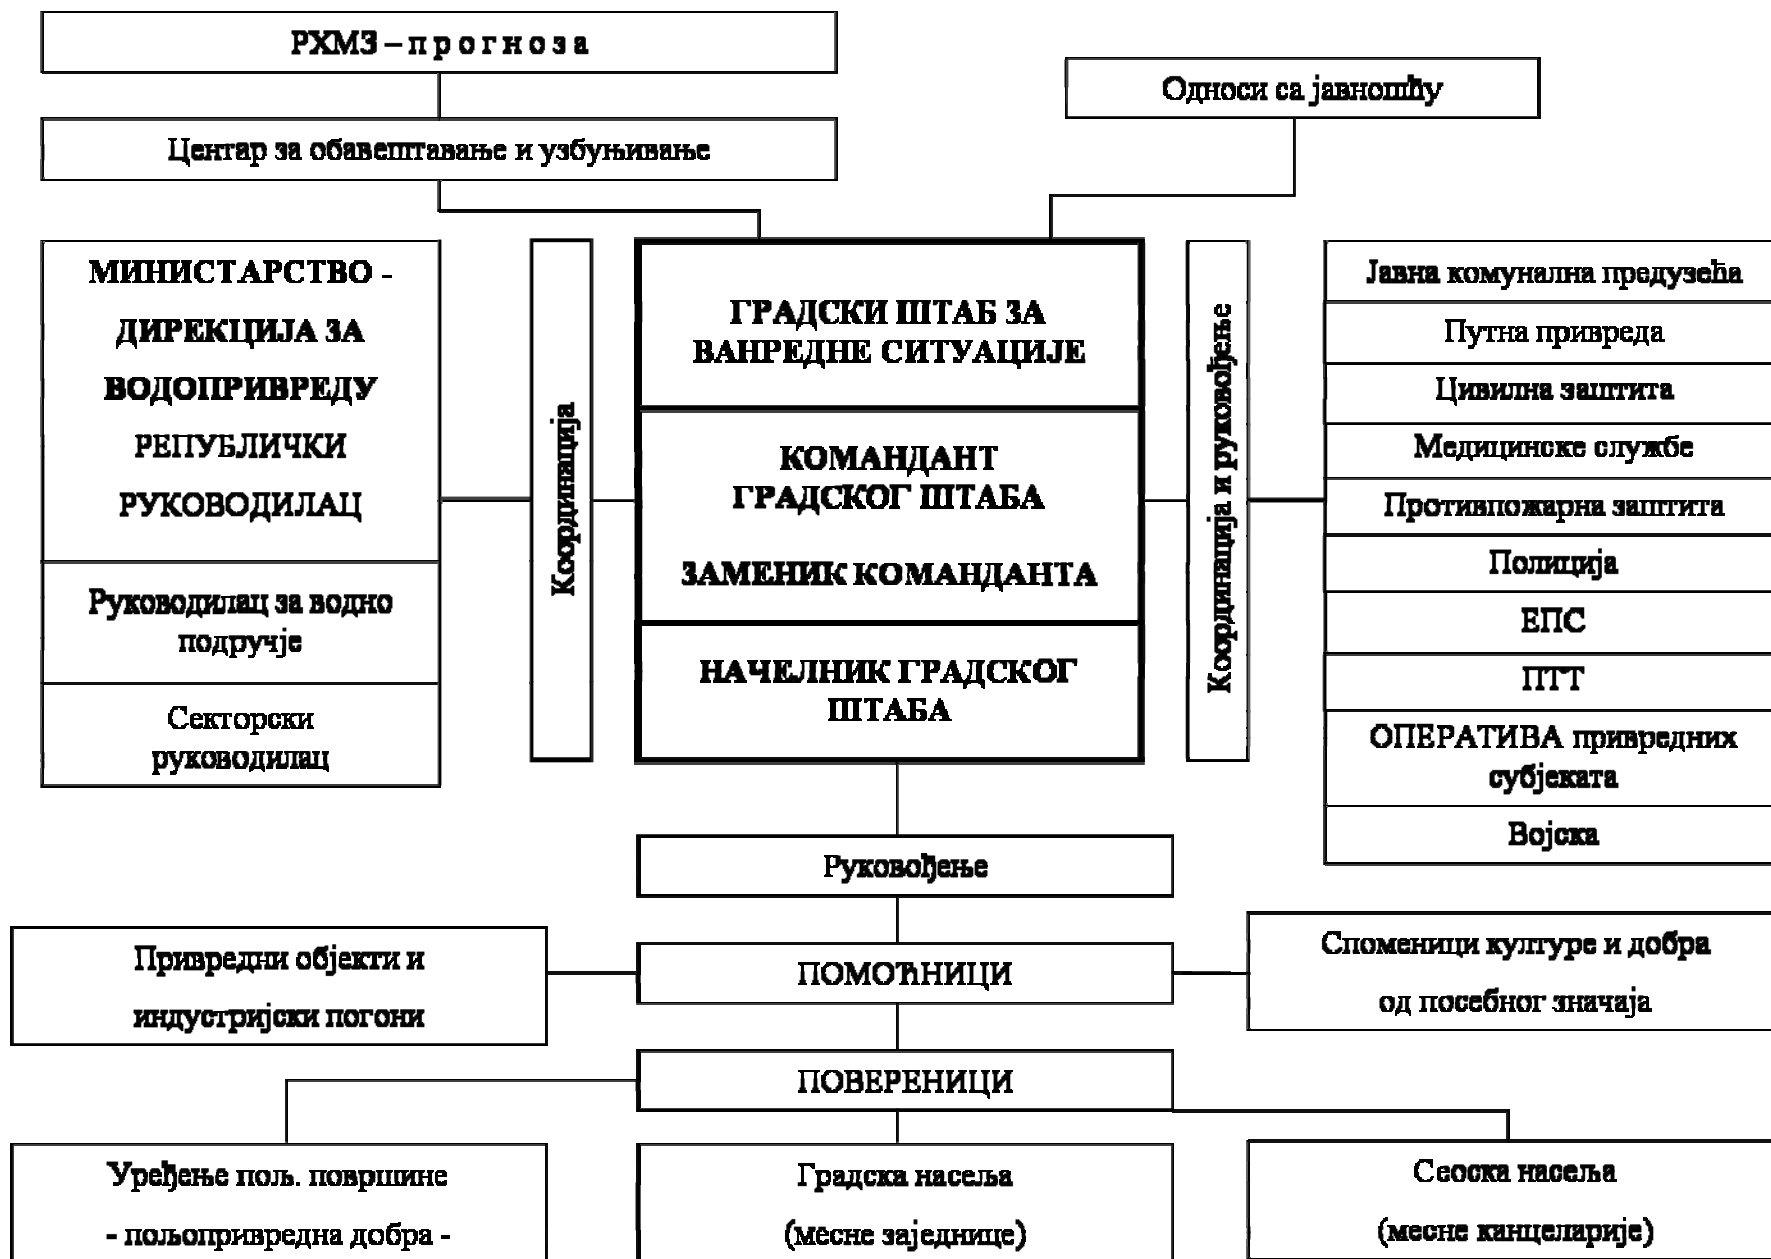 РХМЗ – п р о г н о з а
Односи са јавношћу
Центар за обавештавање и узбуњивање
МИНИСТАРСТВО -
ДИРЕКЦИЈА ЗА
ВОДОПРИВРЕДУ
РЕПУБЛИЧКИ
РУКОВОДИЛАЦ
Руководилац за водно
подручје
Секторски
руководилац
Координација
ГРАДСКИ ШТАБ ЗА
ВАНРЕДНЕ СИТУАЦИЈЕ
КОМАНДАНТ
ГРАДСКОГ ШТАБА
ЗАМЕНИК КОМАНДАНТА
НАЧЕЛНИК ГРАДСКОГ
ШТАБА
Координација и руковођење
Јавна комунална предузећа
Путна привреда
Цивилна заштита
Медицинске службе
Противпожарна заштита
Полиција
ЕПС
ПТТ
ОПЕРАТИВА привредних
субјеката
Војска
Руковођење
Привредни објекти и
индустријски погони
ПОМОЋНИЦИ
Споменици културе и добра
од посебног значаја
ПОВЕРЕНИЦИ
Уређење пољ. површине
- пољопривредна добра -
Градска насеља
(месне заједнице)
Сеоска насеља
(месне канцеларије)